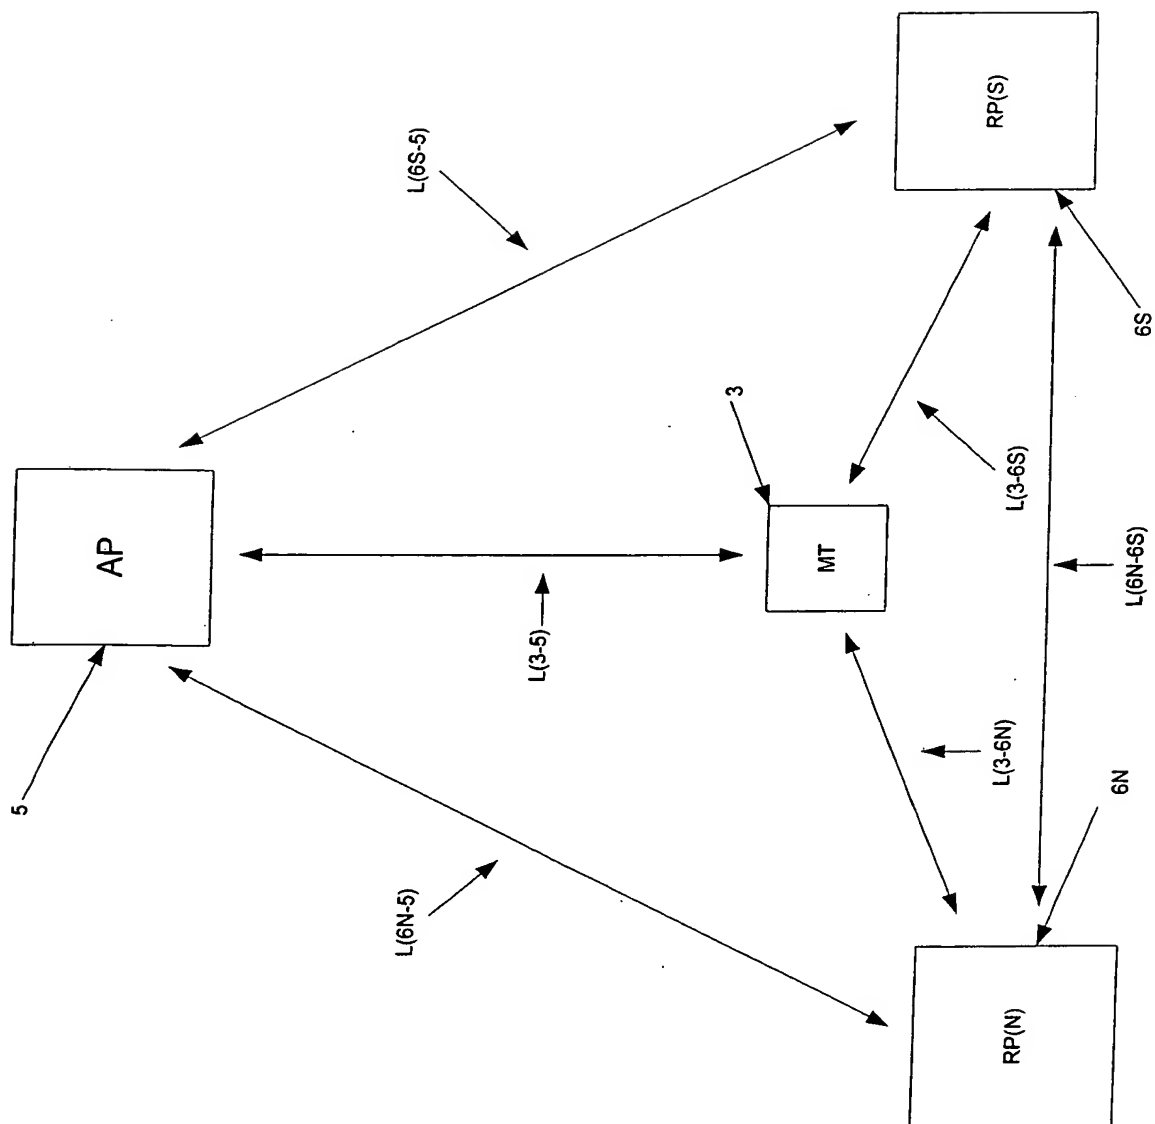 5
AP
L(6N-5)
L(3-5)
L(6S-5)
3
MT
L(3-6N)
L(3-6S)
6N
L(6N-6S)
6S
RP(N)
RP(S)